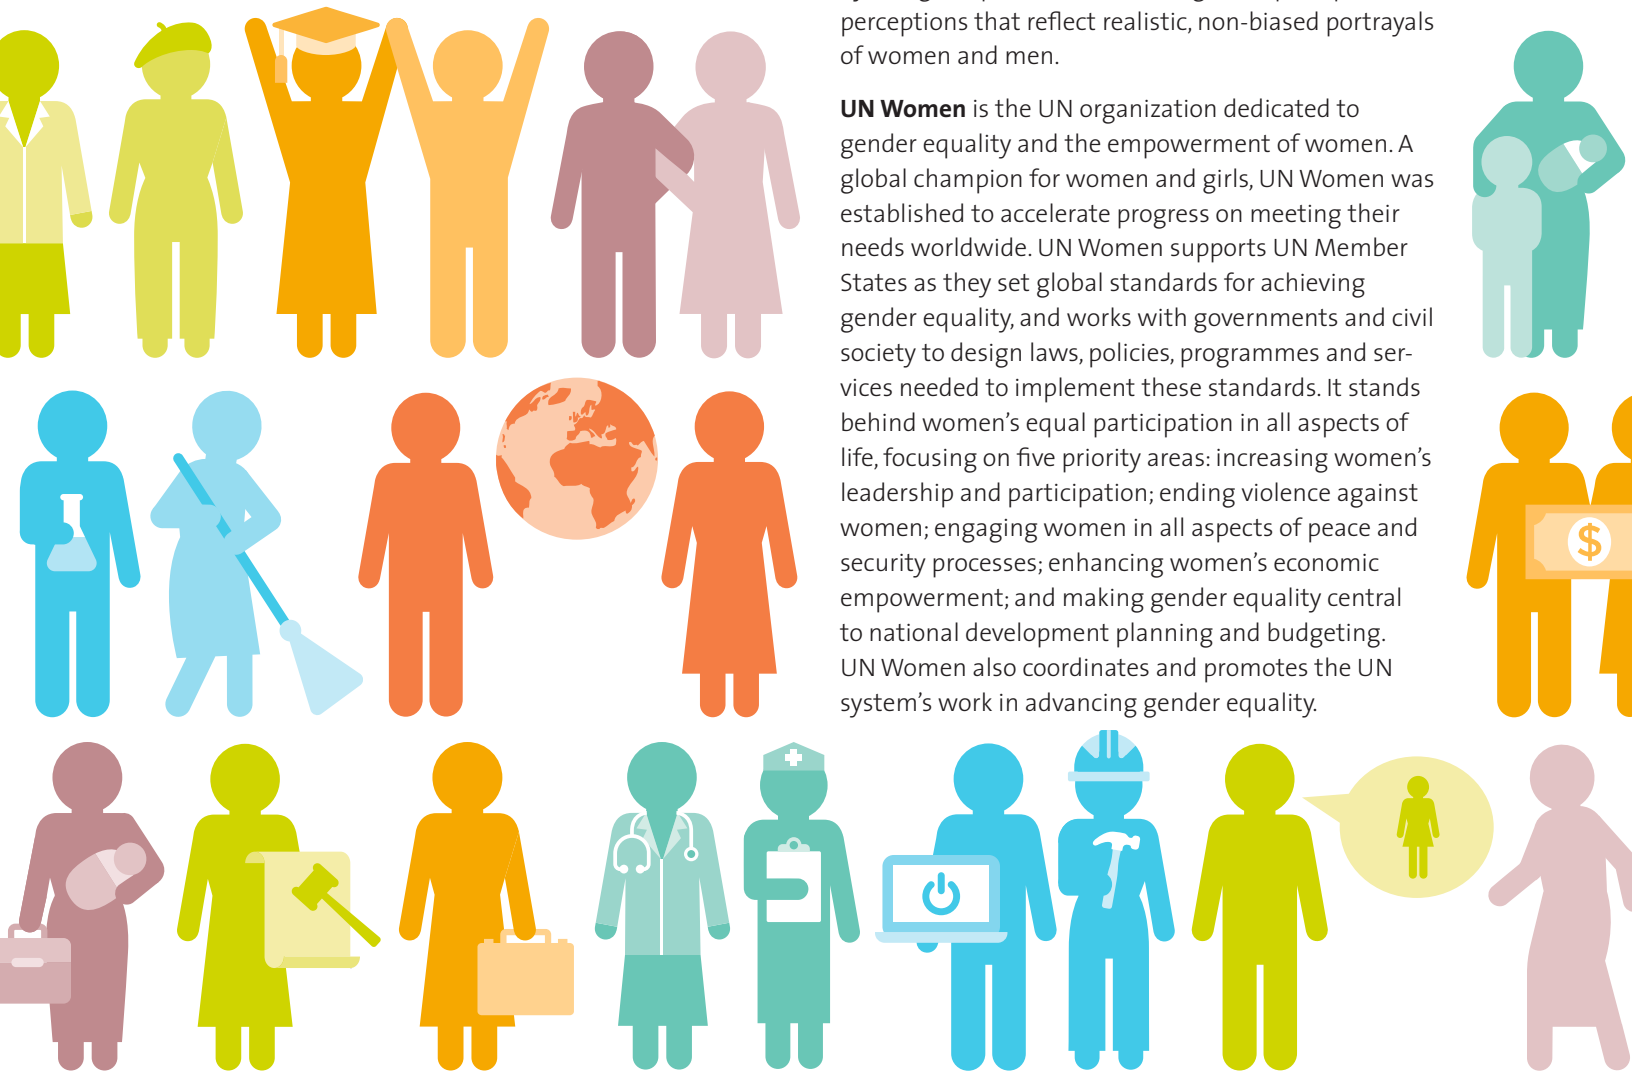 perceptions that reflect realistic, non-biased portrayals
of women and men.
UN Women is the UN organization dedicated to
gender equality and the empowerment of women. A
global champion for women and girls, UN Women was
established to accelerate progress on meeting their
needs worldwide. UN Women supports UN Member
States as they set global standards for achieving
gender equality, and works with governments and civil
society to design laws, policies, programmes and ser-
vices needed to implement these standards. It stands
behind women’s equal participation in all aspects of
life, focusing on five priority areas: increasing women’s
leadership and participation; ending violence against
women; engaging women in all aspects of peace and
security processes; enhancing women’s economic
empowerment; and making gender equality central
to national development planning and budgeting.
UN Women also coordinates and promotes the UN
system’s work in advancing gender equality.
$